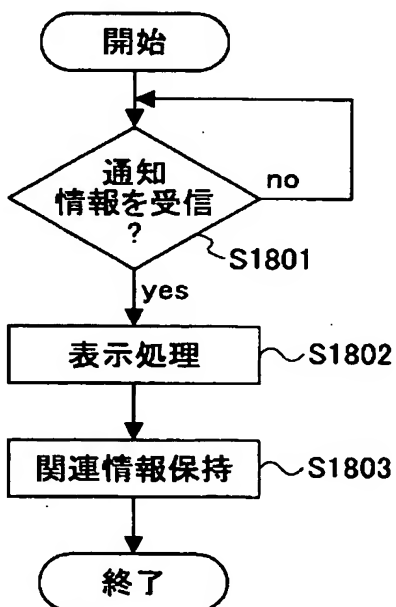 開始
通知
情報を受信
?
no
S1801
yes
表示処理
S1802
関連情報保持
S1803
終了